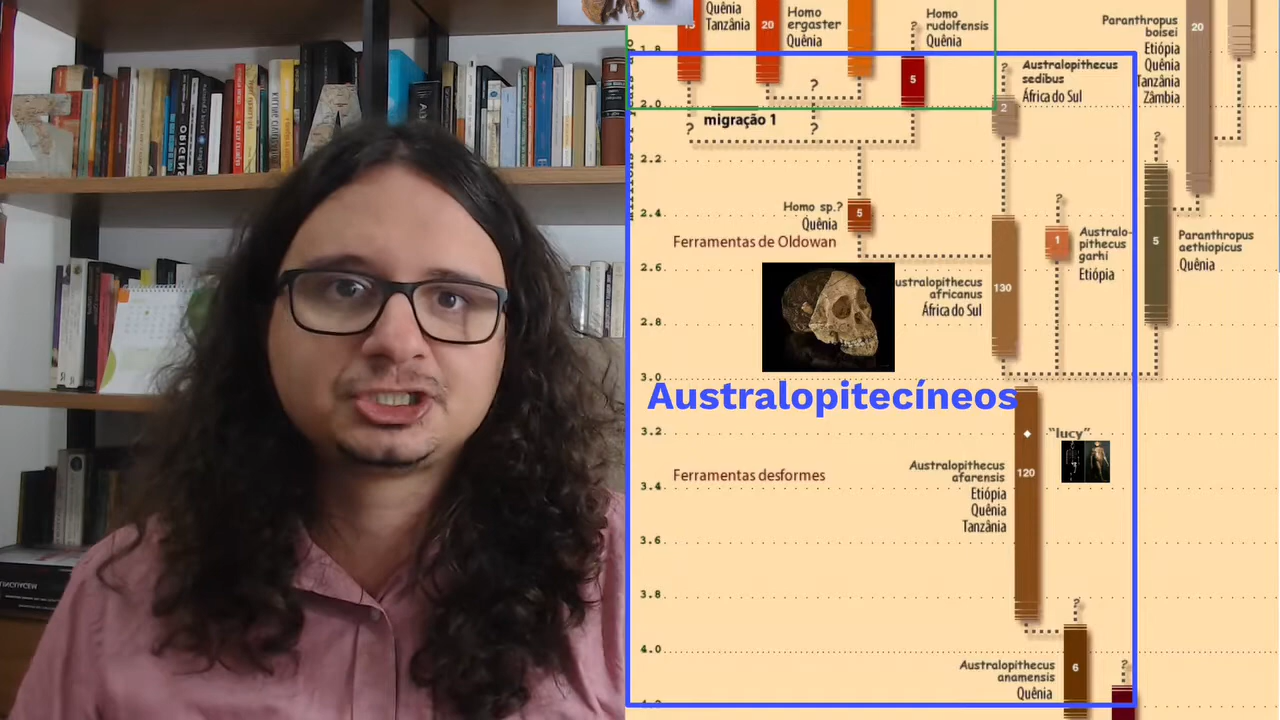 15
Quênia
Tanzânia
20
Homo
ergaster
Quênia
?
Homo
rudolfensis
Quênia
5
Paranthropus
boisei
Etiópia
Quênia
Tanzânia
Zâmbia
20
1.8
?
Australopithecus
sedibus
África do Sul
2
2.0
migração 1
?
?
?
?
2.2
2.4
Homo sp.?
Quênia
5
Ferramentas de Oldowan
?
1
Australo-
pithecus
garhi
Etiópia
5
Paranthropus
aethiopicus
Quênia
2.6
ustralopithecus
africanus
África do Sul
130
2.8
3.0
Australopitecíneos
3.2
"lucy"
Ferramentas desformes
Australopithecus
afarensis
Etiópia
Quênia
Tanzânia
120
3.4
3.6
3.8
?
4.0
Australopithecus
anamensis
Quênia
6
?